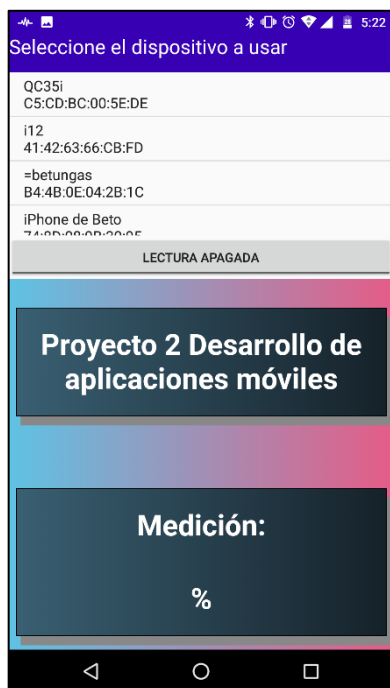 5:22
Seleccione el dispositivo a usar
QC35i
C5:CD:BC:00:5E:DE
i12
41:42:63:66:CB:FD
=betungas
B4:4B:0E:04:2B:1C
iPhone de Beto
LECTURA APAGADA
Proyecto 2 Desarrollo de
aplicaciones móviles
Medición:
%